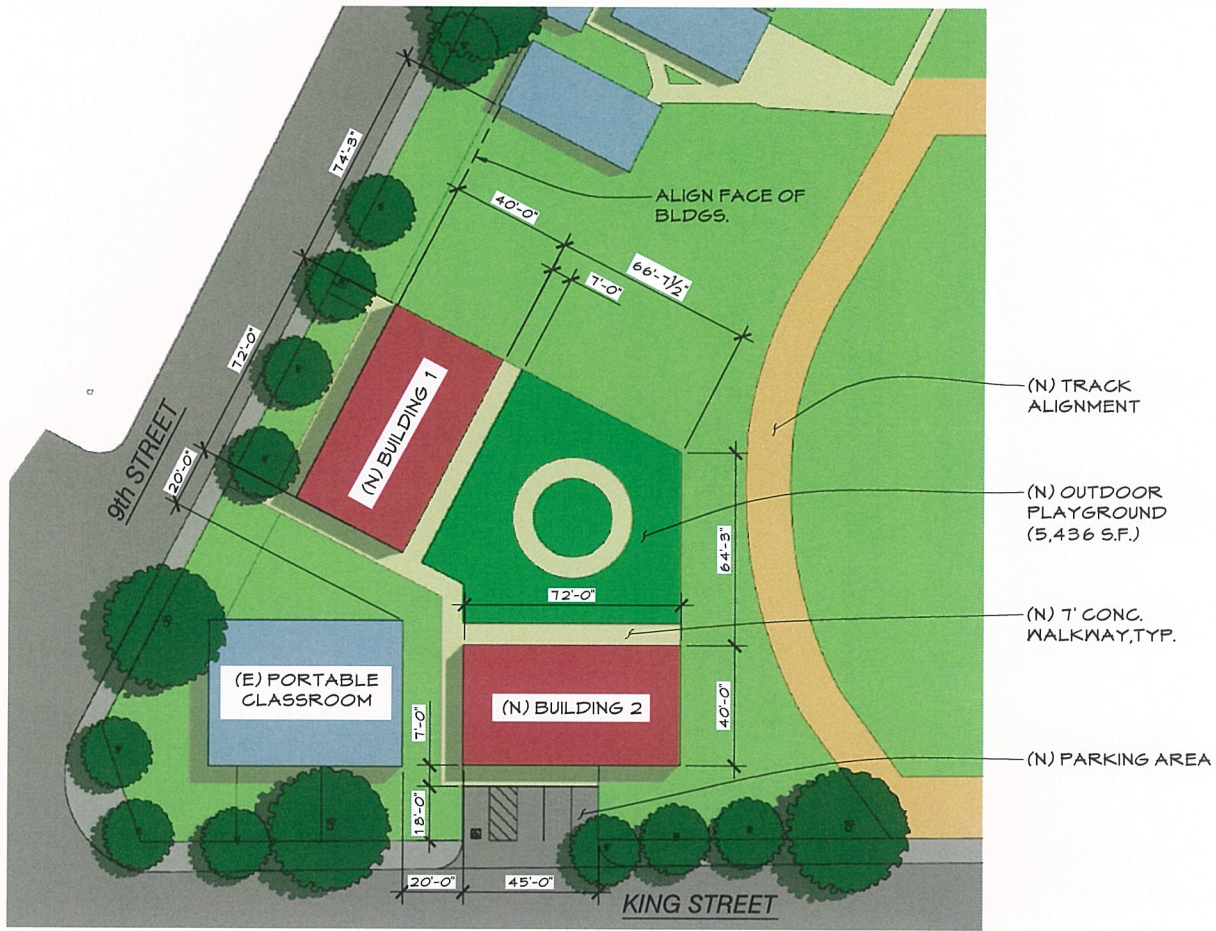 74'-3"
ALIGN FACE OF
BLDGS.
40'-0"
66'-7½"
7'-0"
72'-0"
(N) BUILDING 1
(N) TRACK
ALIGNMENT
9th STREET
20'-0"
(N) OUTDOOR
PLAYGROUND
(5,436 S.F.)
64'-3"
72'-0"
(N) 7' CONC.
WALKWAY,TYP.
(E) PORTABLE
CLASSROOM
(N) BUILDING 2
7'-0"
40'-0"
(N) PARKING AREA
18'-0"
20'-0"
45'-0"
KING STREET